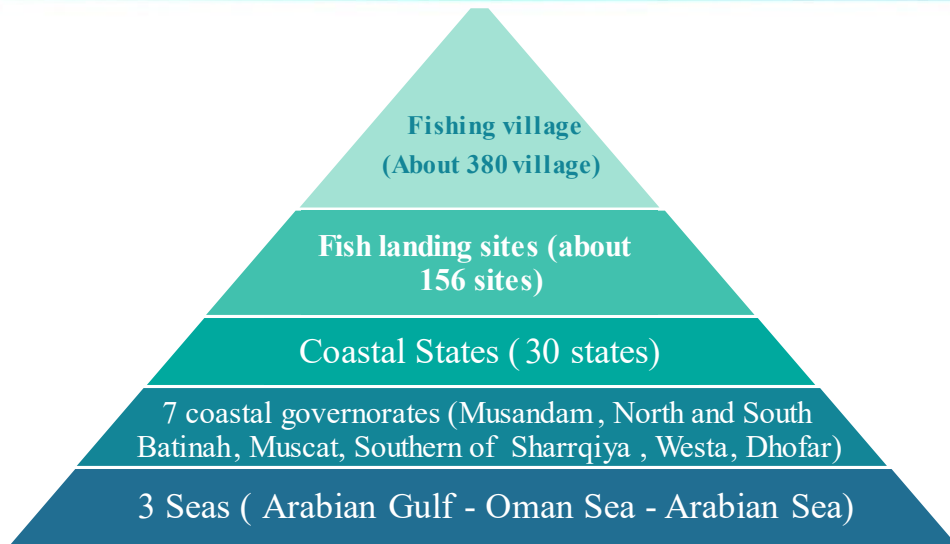 Fishing village
(About 380 village)
Fish landing sites (about
156 sites)
Coastal States ( 30 states)
7 coastal governorates (Musandam, North and South
Batinah, Muscat, Southern of Sharrqiya , Westa, Dhofar)
3 Seas ( Arabian Gulf - Oman Sea - Arabian Sea)